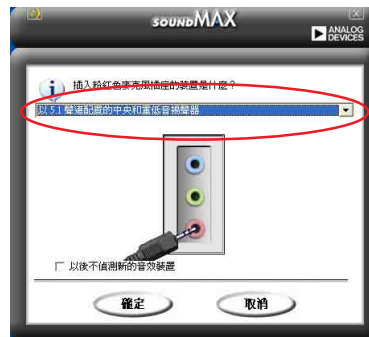 SOUNDMAX
ANALOG DEVICES
插入粉紅色麥克風插座的裝置是什麼？
以 5.1 聲道配置的中央和重低音揚聲器
以後不偵測新的音效裝置
確定
取消